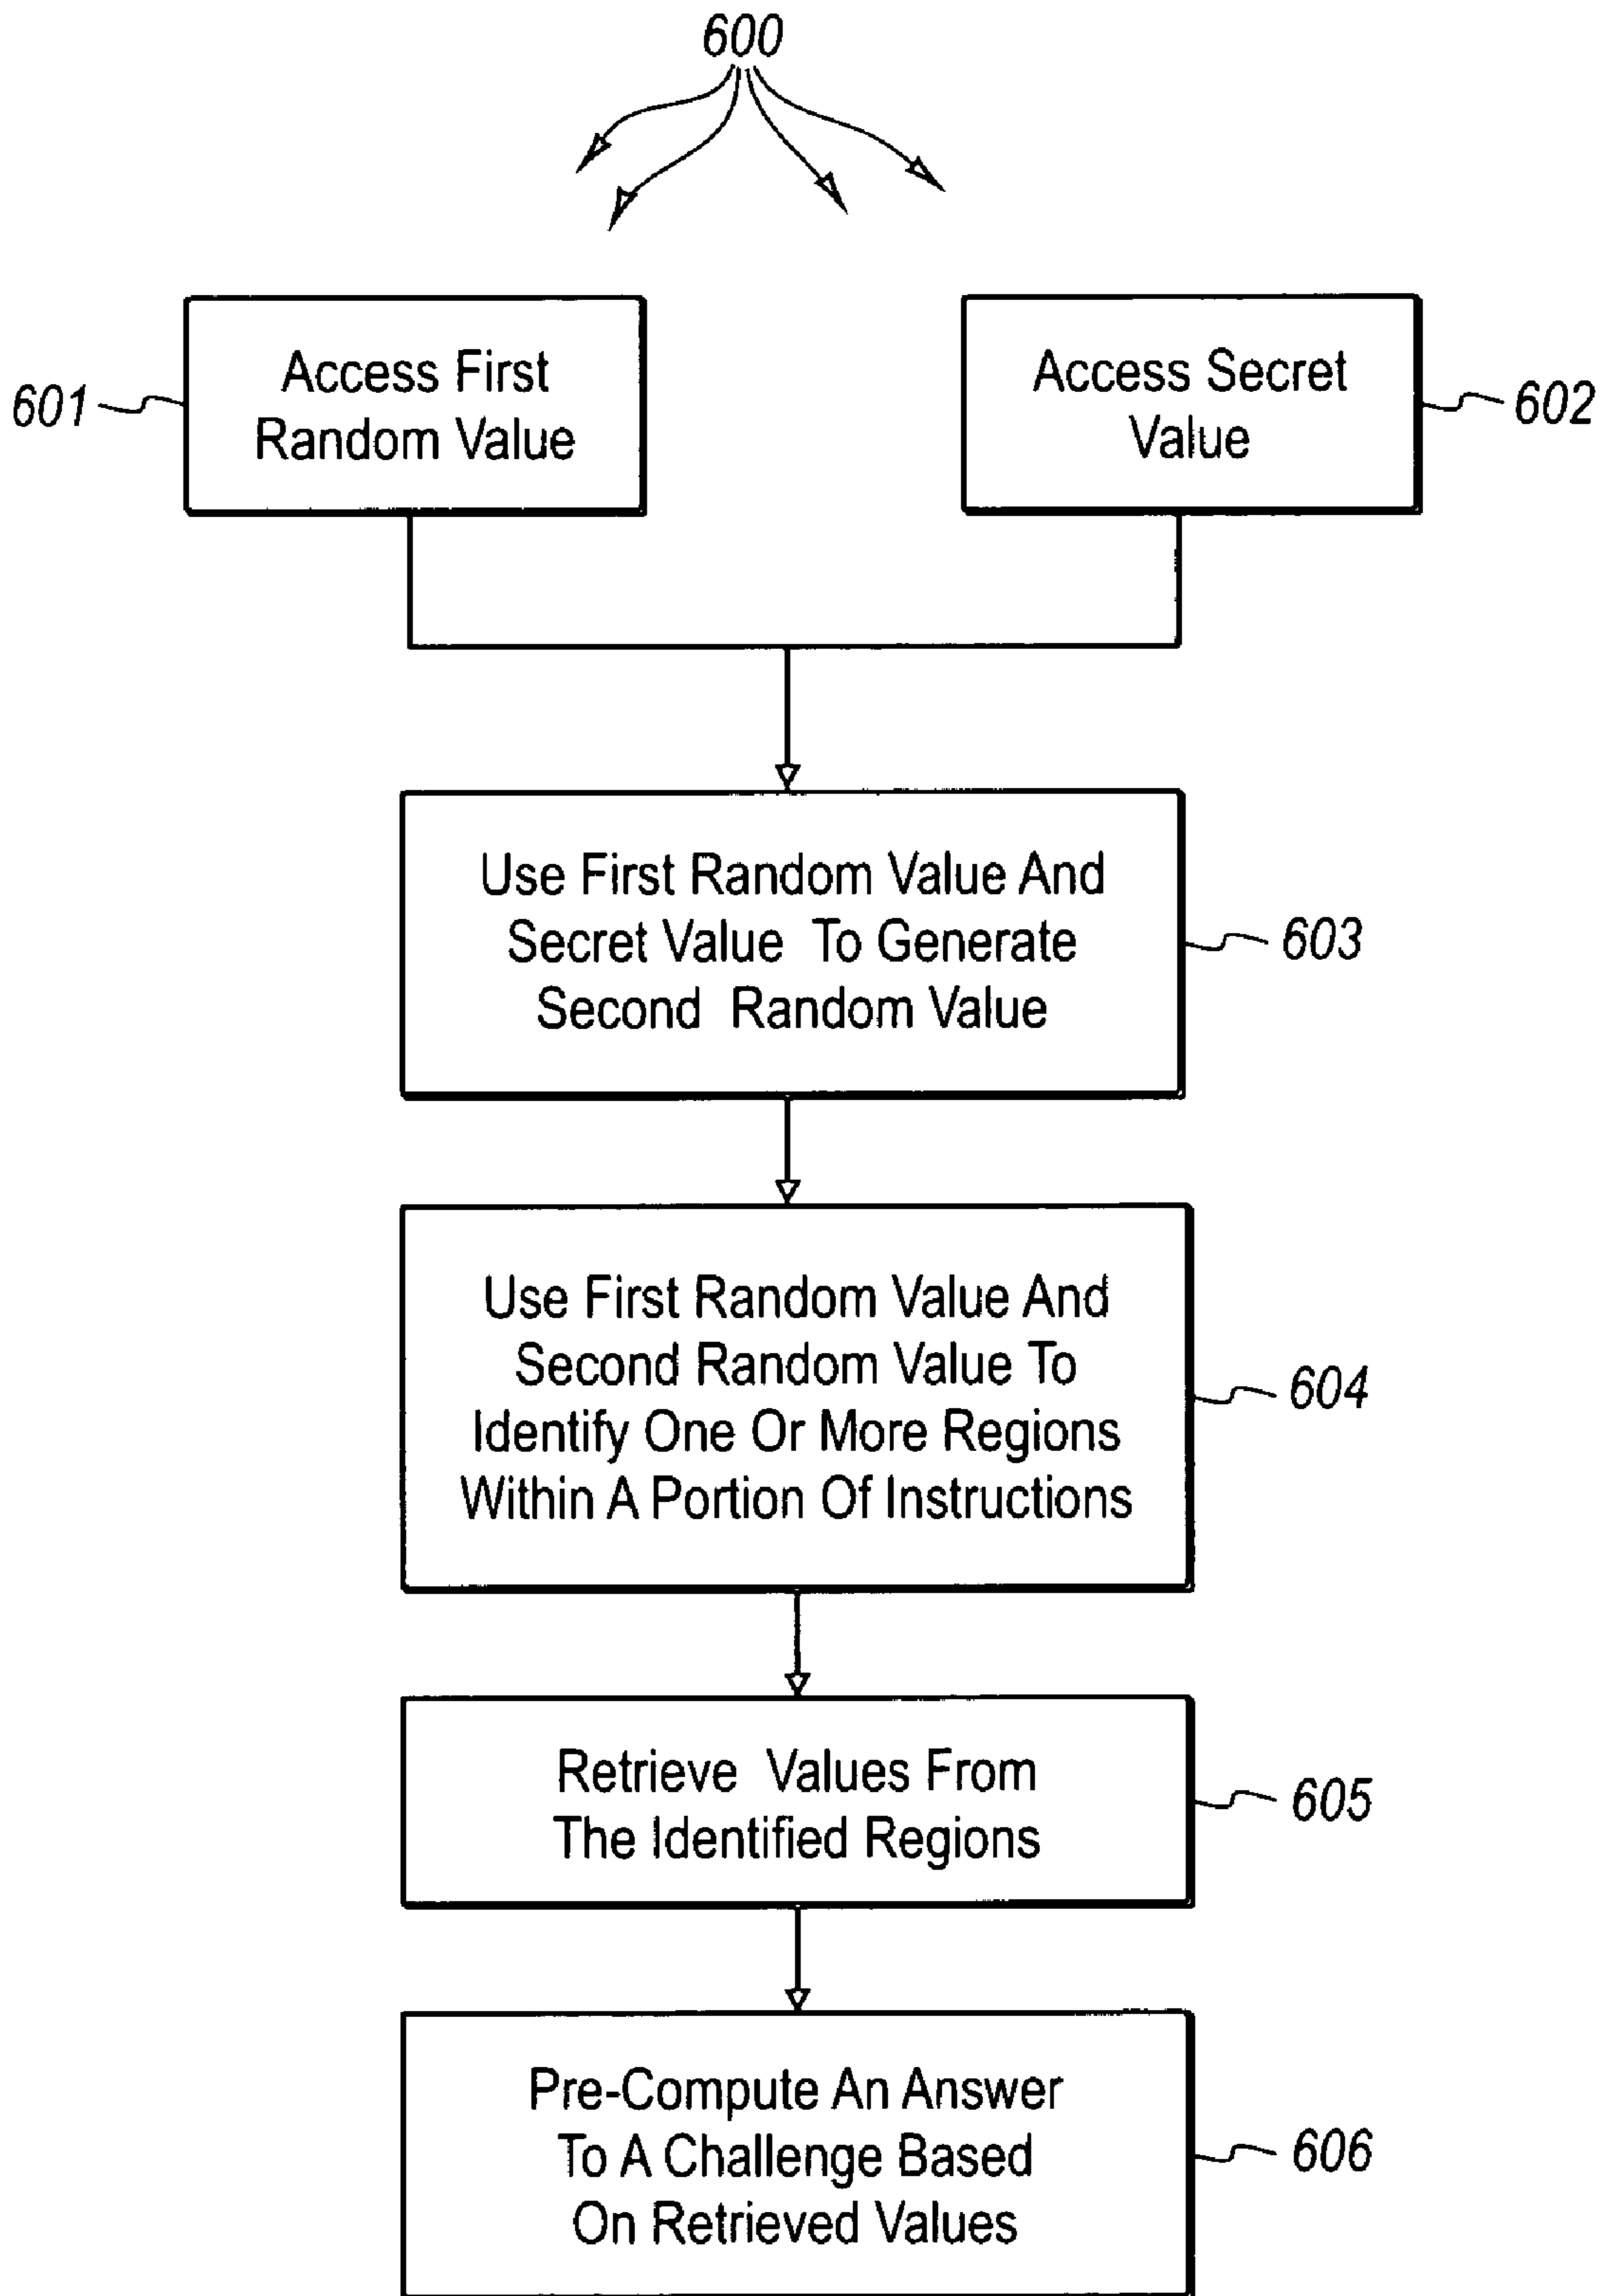 600
601
Access First
Random Value
Access Secret
Value
602
Use First Random Value And
Secret Value To Generate
Second Random Value
603
Use First Random Value And
Second Random Value To
Identify One Or More Regions
Within A Portion Of Instructions
604
Retrieve Values From
The Identified Regions
605
Pre-Compute An Answer
To A Challenge Based
On Retrieved Values
606